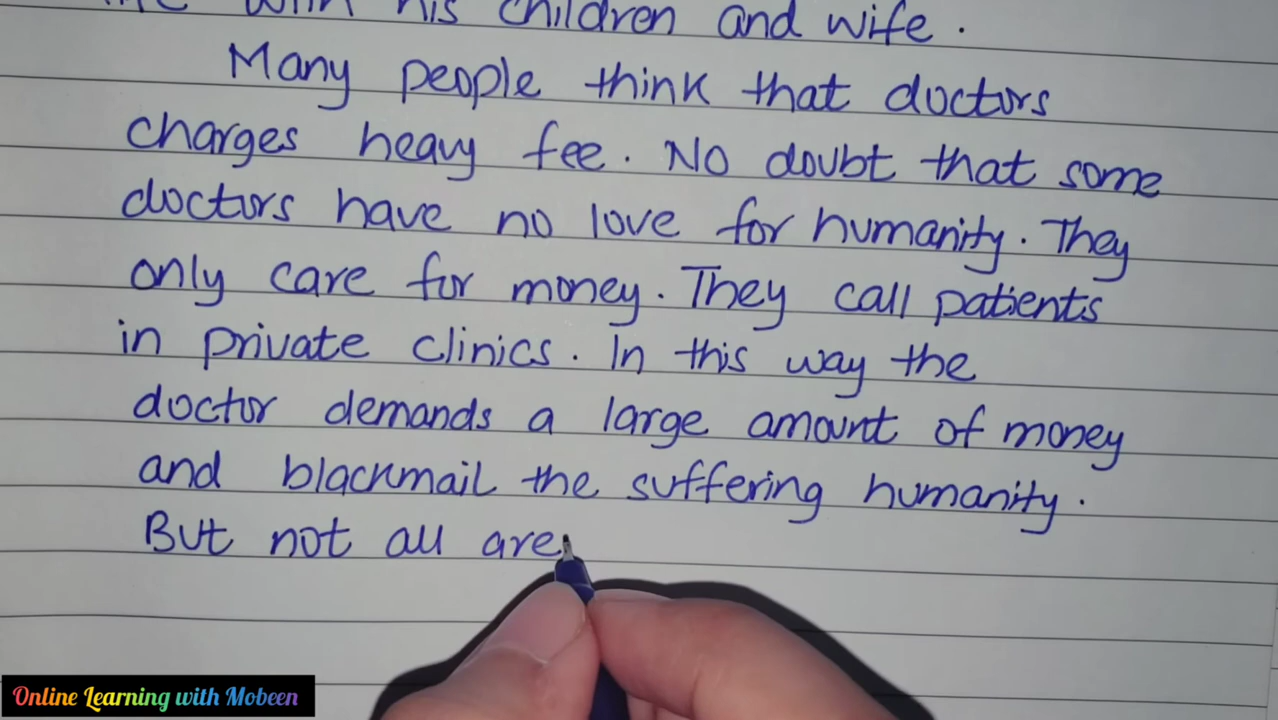 with his children and wife.
Many people think that doctors
charges heavy fee. No doubt that some
doctors have no love for humanity. They
only care for money. They call patients
in private clinics. In this way the
doctor demands a large amount of money
and blackmail the suffering humanity.
But not all are
Online Learning with Mobeen